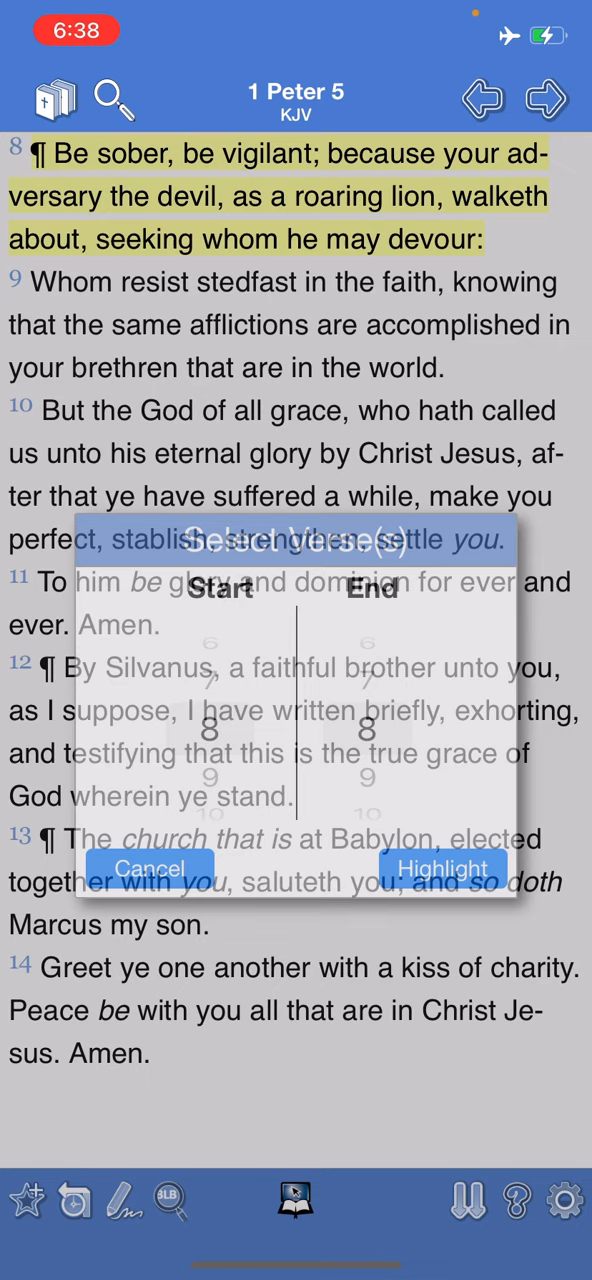 6:38
1 Peter 5
KJV
8 ¶ Be sober, be vigilant; because your ad-
versary the devil, as a roaring lion, walketh
about, seeking whom he may devour:
9 Whom resist stedfast in the faith, knowing
that the same afflictions are accomplished in
your brethren that are in the world.
10 But the God of all grace, who hath called
us unto his eternal glory by Christ Jesus, af-
ter that ye have suffered a while, make you
perfect, stablish, strengthen, settle you.
11 To him be glory and dominion for ever and
ever. Amen.
12 ¶ By Silvanus, a faithful brother unto you,
as I suppose, I have written briefly, exhorting,
and testifying that this is the true grace of
God wherein ye stand.
13 ¶ The church that is at Babylon, elected
together with you, saluteth you; and so doth
Marcus my son.
14 Greet ye one another with a kiss of charity.
Peace be with you all that are in Christ Je-
sus. Amen.
Select Verse(s)
Start End
6 6
7 7
8 8
9 9
10 10
Cancel Highlight
BLB